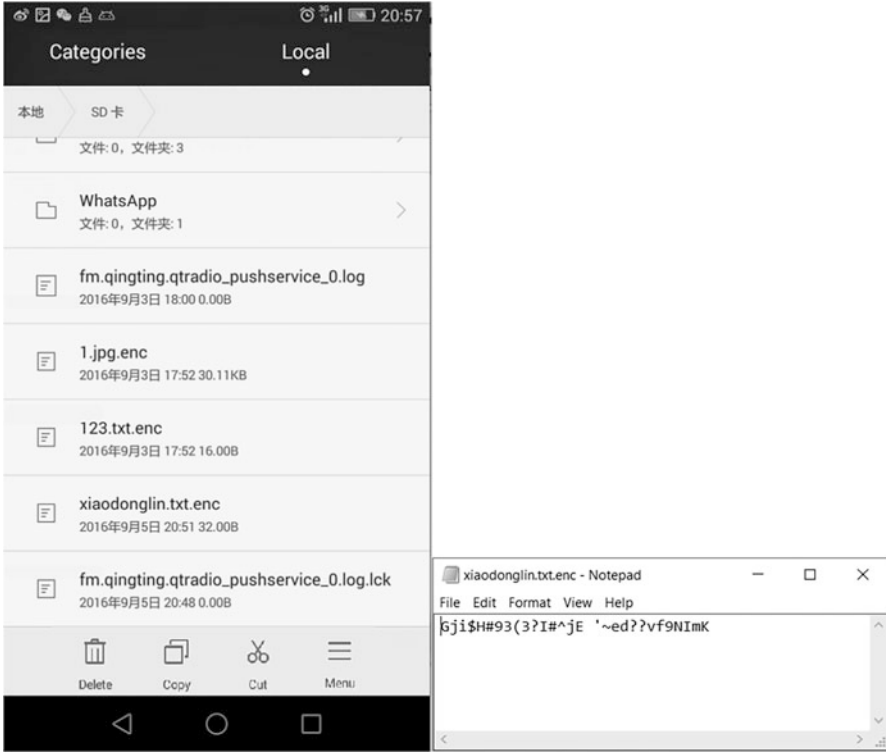 3G
20:57
Categories
Local
本地
SD 卡
文件: 0，文件夹: 3
WhatsApp
文件: 0，文件夹: 1
fm.qingting.qtradio_pushservice_0.log
2016年9月3日 18:00 0.00B
1.jpg.enc
2016年9月3日 17:52 30.11KB
123.txt.enc
2016年9月3日 17:52 16.00B
xiaodonglin.txt.enc
2016年9月5日 20:51 32.00B
fm.qingting.qtradio_pushservice_0.log.lck
2016年9月5日 20:48 0.00B
Delete Copy Cut Menu
xiaodonglin.txt.enc - Notepad
File Edit Format View Help
Gji$H#93(3?I#^jE '~ed??vf9NImK